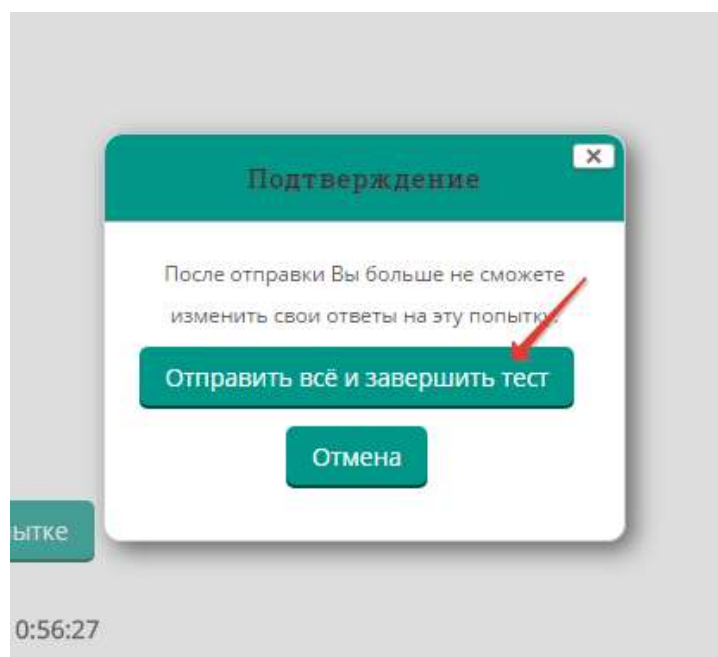 Подтверждение
После отправки Вы больше не сможете
изменить свои ответы на эту попытку.
Отправить всё и завершить тест
Отмена
ытке
0:56:27